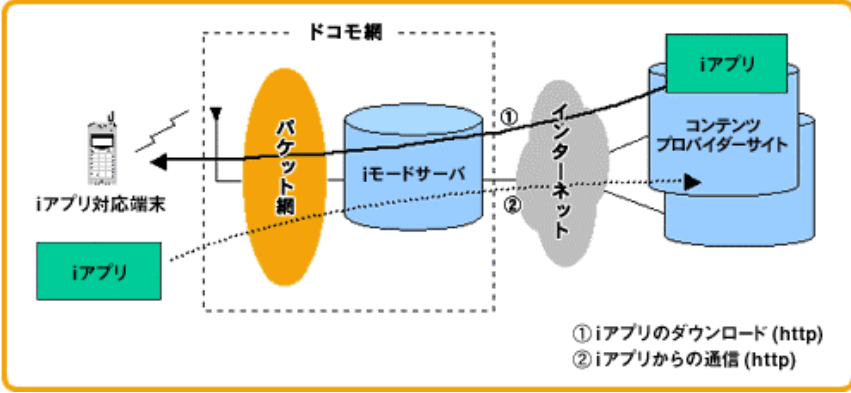 ドコモ網
iアプリ
①
インターネット
コンテンツ
プロバイダーサイト
パケット網
iモードサーバ
iアプリ対応端末
②
iアプリ
①iアプリのダウンロード(http)
②iアプリからの通信(http)